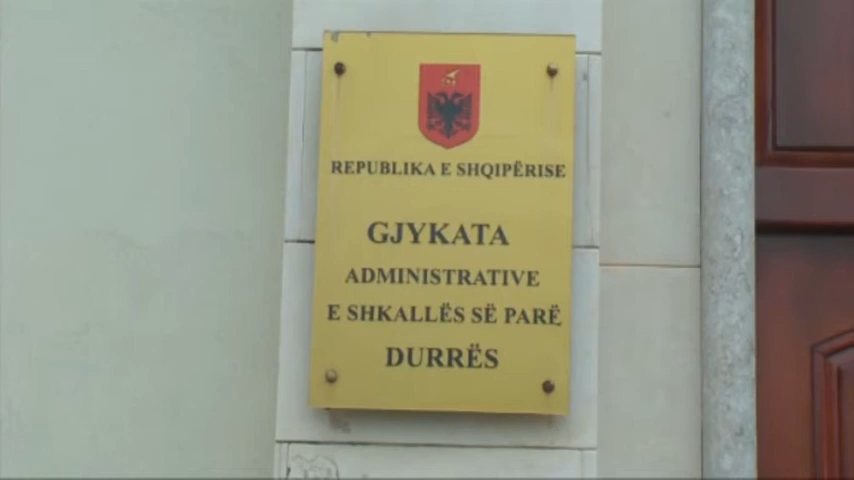 REPUBLIKA E SHQIPËRISE
GJYKATA
ADMINISTRATIVE
E SHKALLËS SË PARË
DURRËS